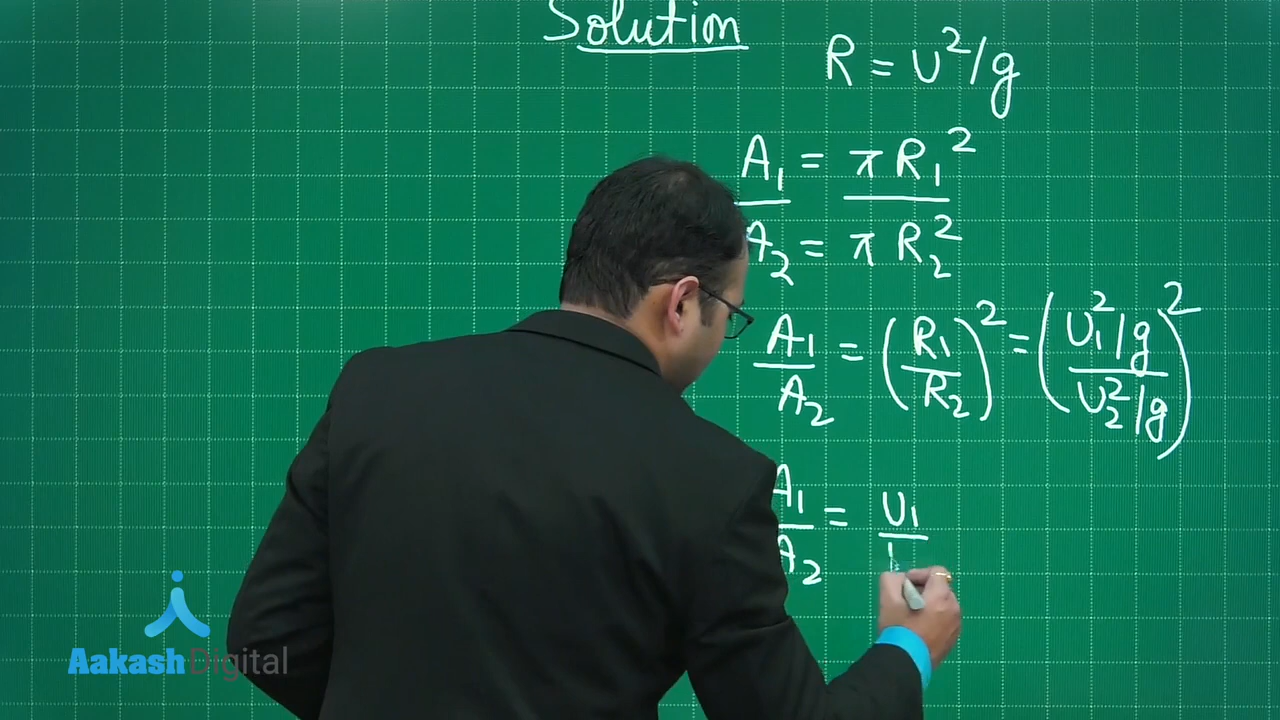 Solution
R = U²/g
A₁ = πR₁²
A₂ = πR₂²
A₁/A₂ = (R₁/R₂)² = (U₁²/g / U₂²/g)²
A₁/A₂ = U₁
Aakash Digital